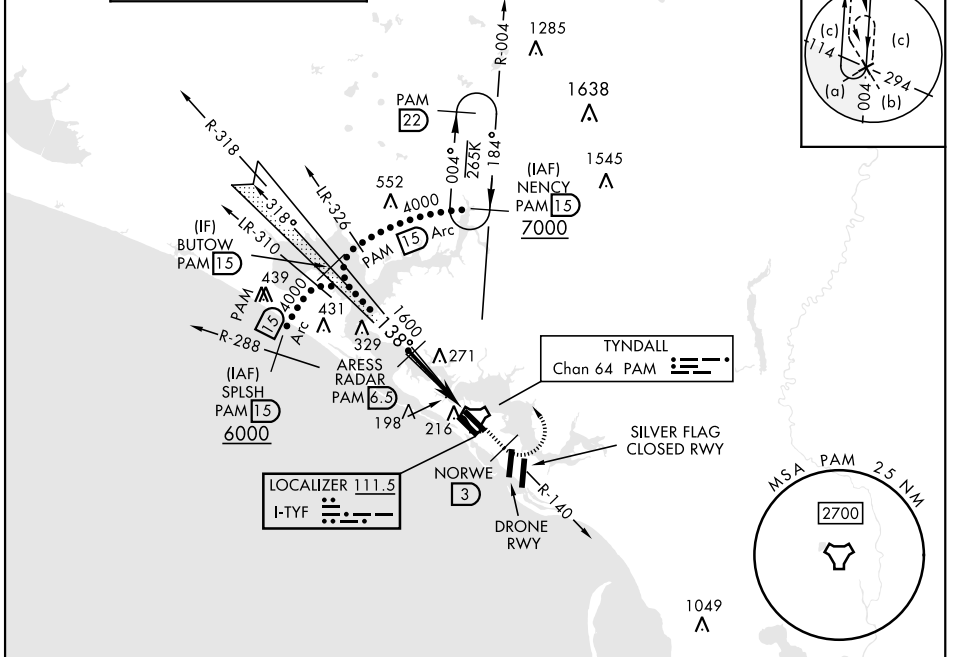 1285
R-004
PAM
22
1638
004°
265K
184°
1545
R-318
LR-326
552
4000
(IAF)
NENCY
PAM 15
7000
PAM 15 Arc
318°
LR-310
(IF)
BUTOW
PAM 15
439
PAM 15 Arc
4000
431
329
138°
1600
R-288
271
ARESS
RADAR
PAM 6.5
198
216
(IAF)
SPLSH
PAM 15
6000
TYNDALL
Chan 64 PAM
SILVER FLAG
CLOSED RWY
LOCALIZER 111.5
I-TYF
NORWE
3
DRONE
RWY
R-140
MSA PAM 25 NM
2700
1049
(c)
(c)
114
294
(a)
(b)
004